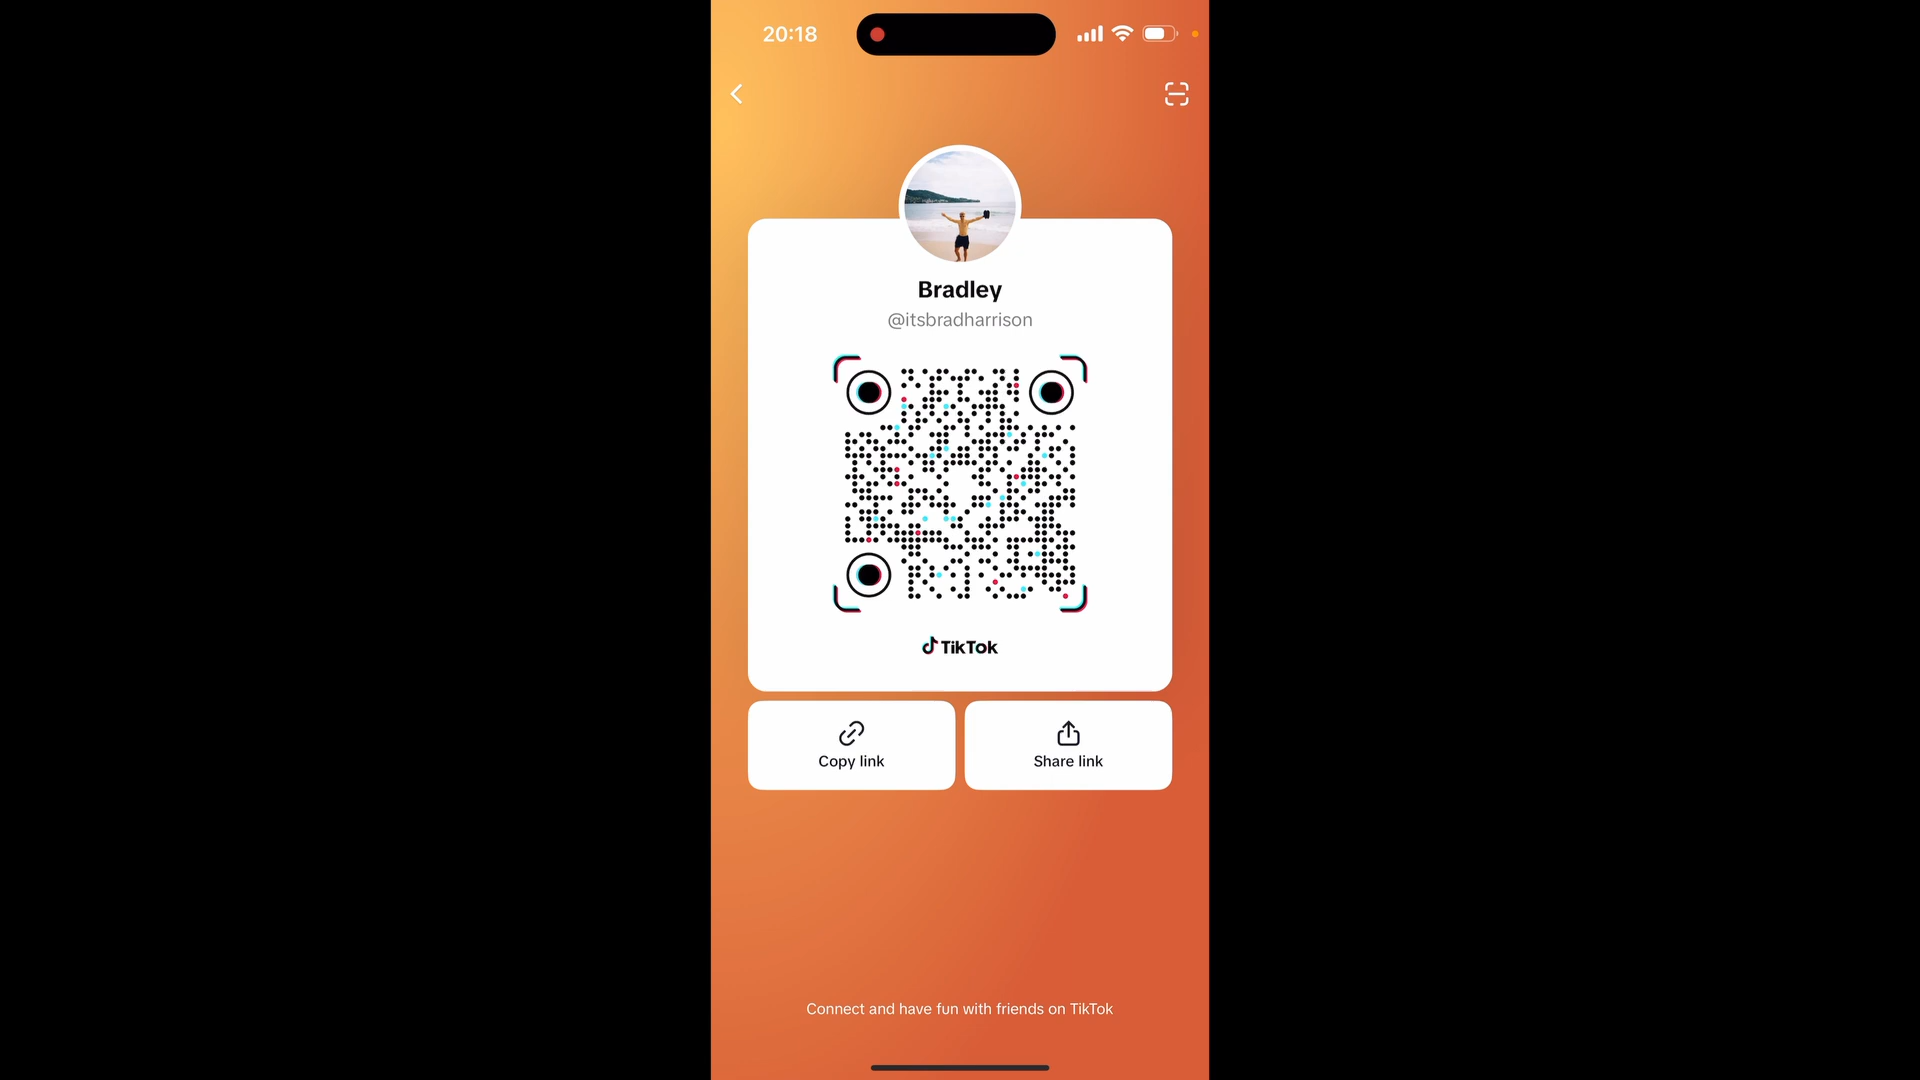 20:18
Bradley
@itsbradharrison
TikTok
Copy link
Share link
Connect and have fun with friends on TikTok